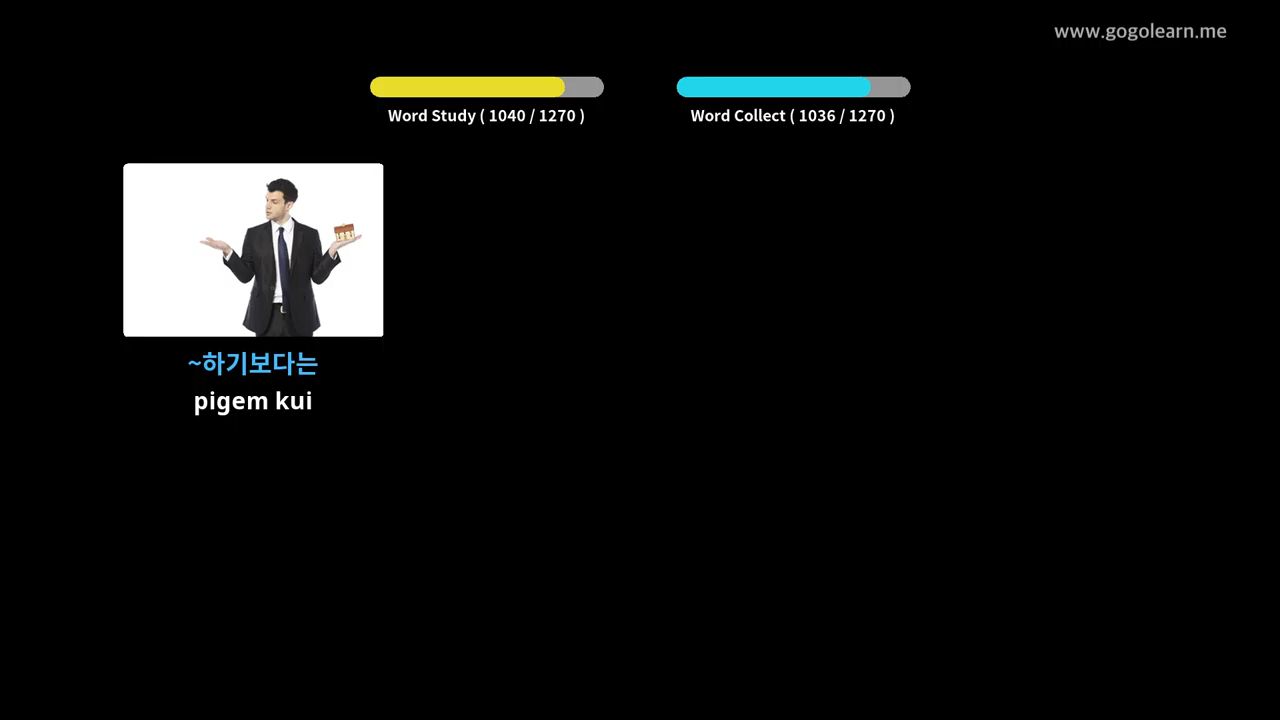 www.gogolearn.me
Word Study ( 1040 / 1270 )
Word Collect ( 1036 / 1270 )
~하기보다는
pigem kui